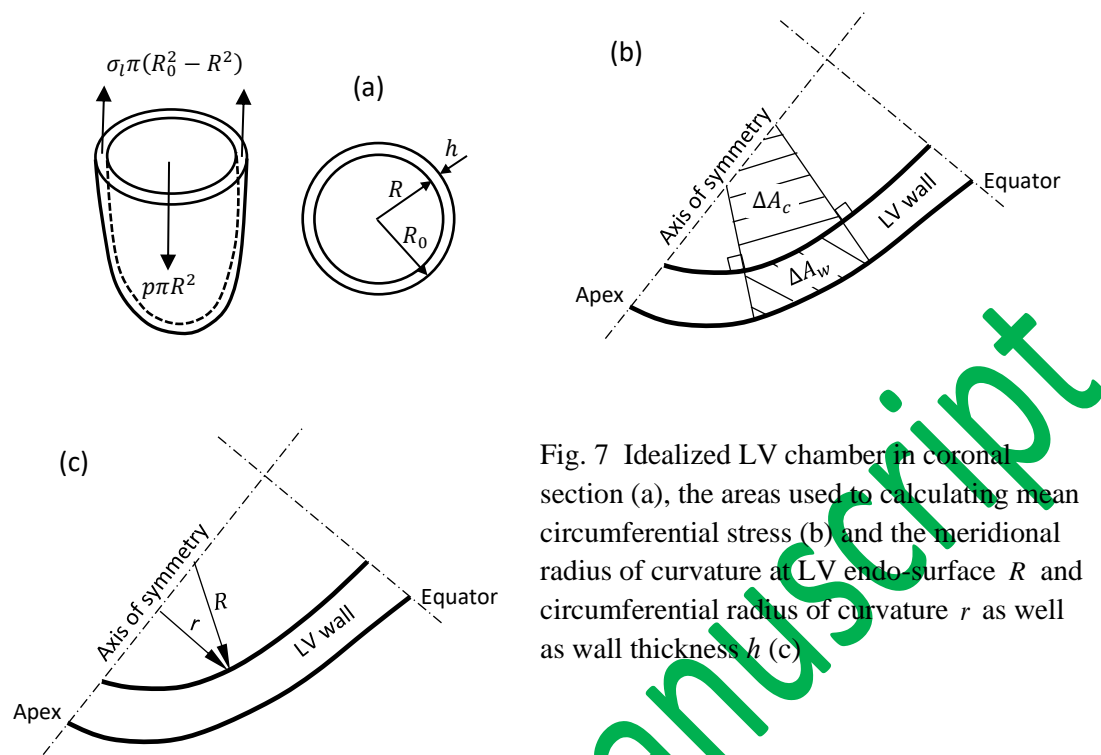 σ_lπ(R_0^2 − R^2)
(a)
pπR^2
h
R
R_0
(b)
Axis of symmetry
ΔA_c
ΔA_w
LV wall
Equator
Apex
(c)
Axis of symmetry
R
r
LV wall
Equator
Apex
Fig. 7 Idealized LV chamber in coronal
section (a), the areas used to calculating mean
circumferential stress (b) and the meridional
radius of curvature at LV endo-surface R and
circumferential radius of curvature r as well
as wall thickness h (c)